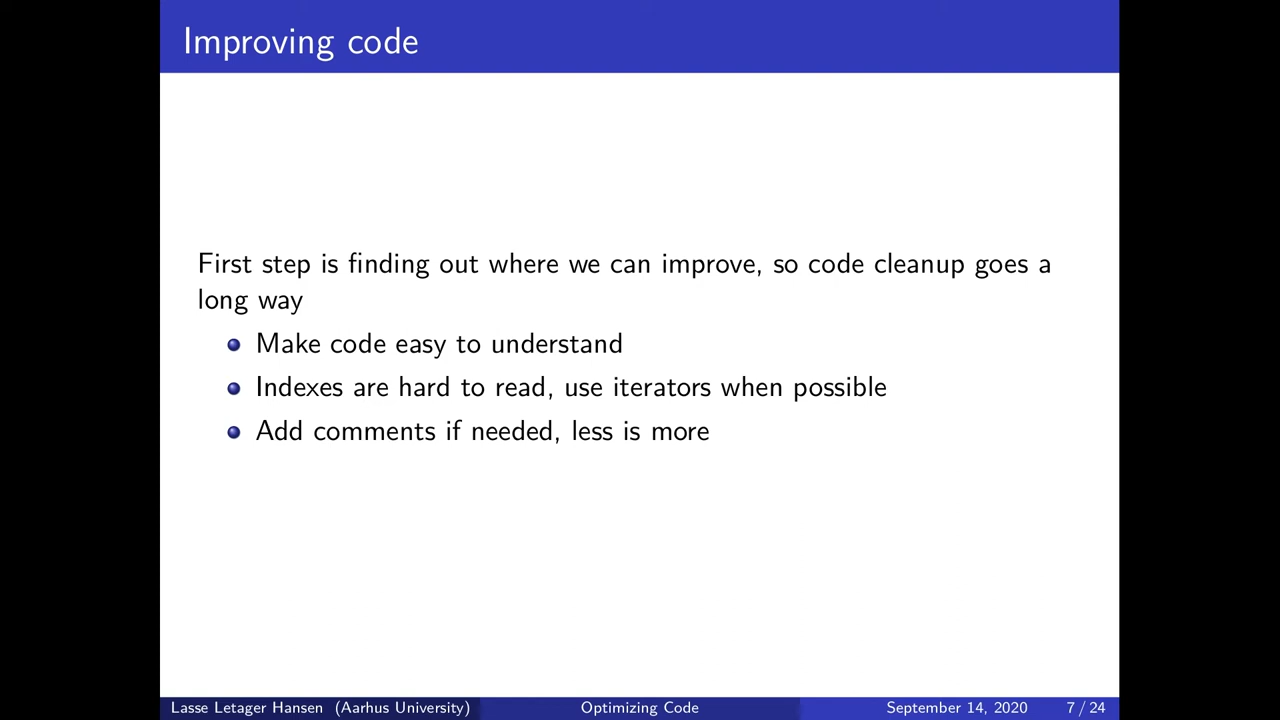 Improving code
First step is finding out where we can improve, so code cleanup goes a
long way
Make code easy to understand
Indexes are hard to read, use iterators when possible
Add comments if needed, less is more
Lasse Letager Hansen (Aarhus University) Optimizing Code September 14, 2020 7 / 24